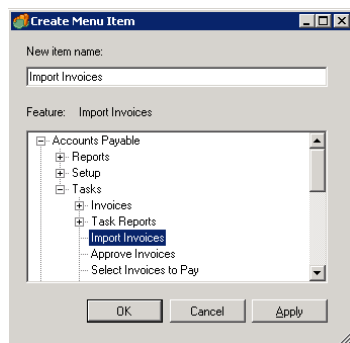 Create Menu Item
New item name:
Import Invoices
Feature: Import Invoices
Accounts Payable
Reports
Setup
Tasks
Invoices
Task Reports
Import Invoices
Approve Invoices
Select Invoices to Pay
OK Cancel Apply